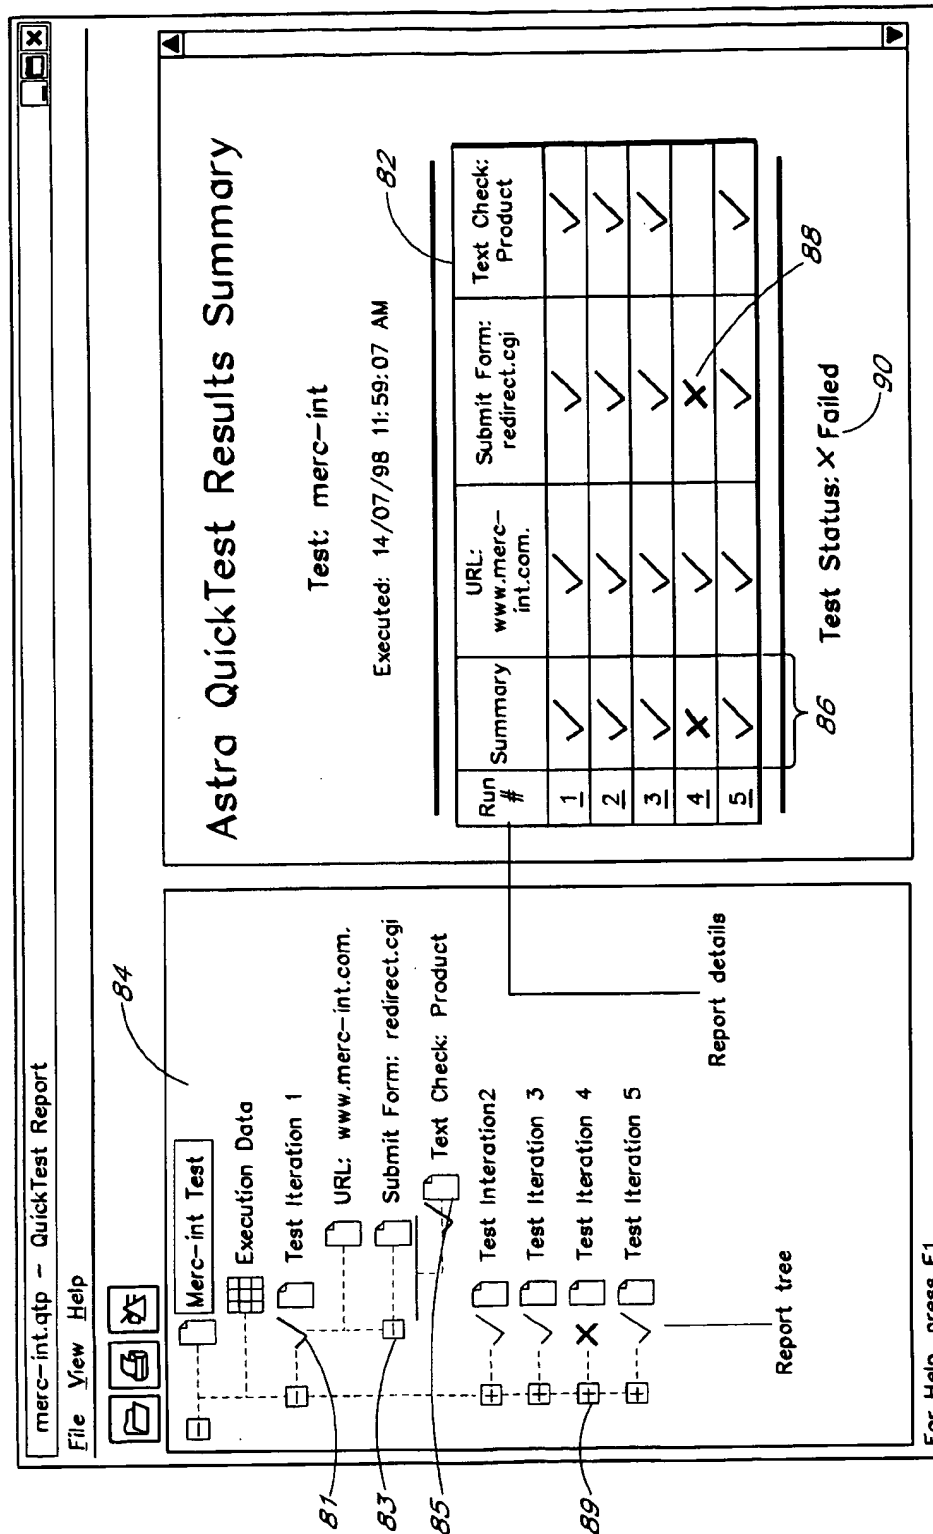 merc-int.qtp - QuickTest Report
File View Help
84
Merc-int Test
Execution Data
Test Iteration 1
URL: www.merc-int.com.
Submit Form: redirect.cgi
Text Check: Product
Test Interation2
Test Iteration 3
Test Iteration 4
Test Iteration 5
81
83
85
89
Report tree
Report details
Astra QuickTest Results Summary
Test: merc-int
Executed: 14/07/98 11:59:07 AM
82
Run #
Summary
URL: www.merc-int.com.
Submit Form: redirect.cgi
Text Check: Product
1
2
3
4
5
86
88
Test Status: X Failed
90
For Help, press F1